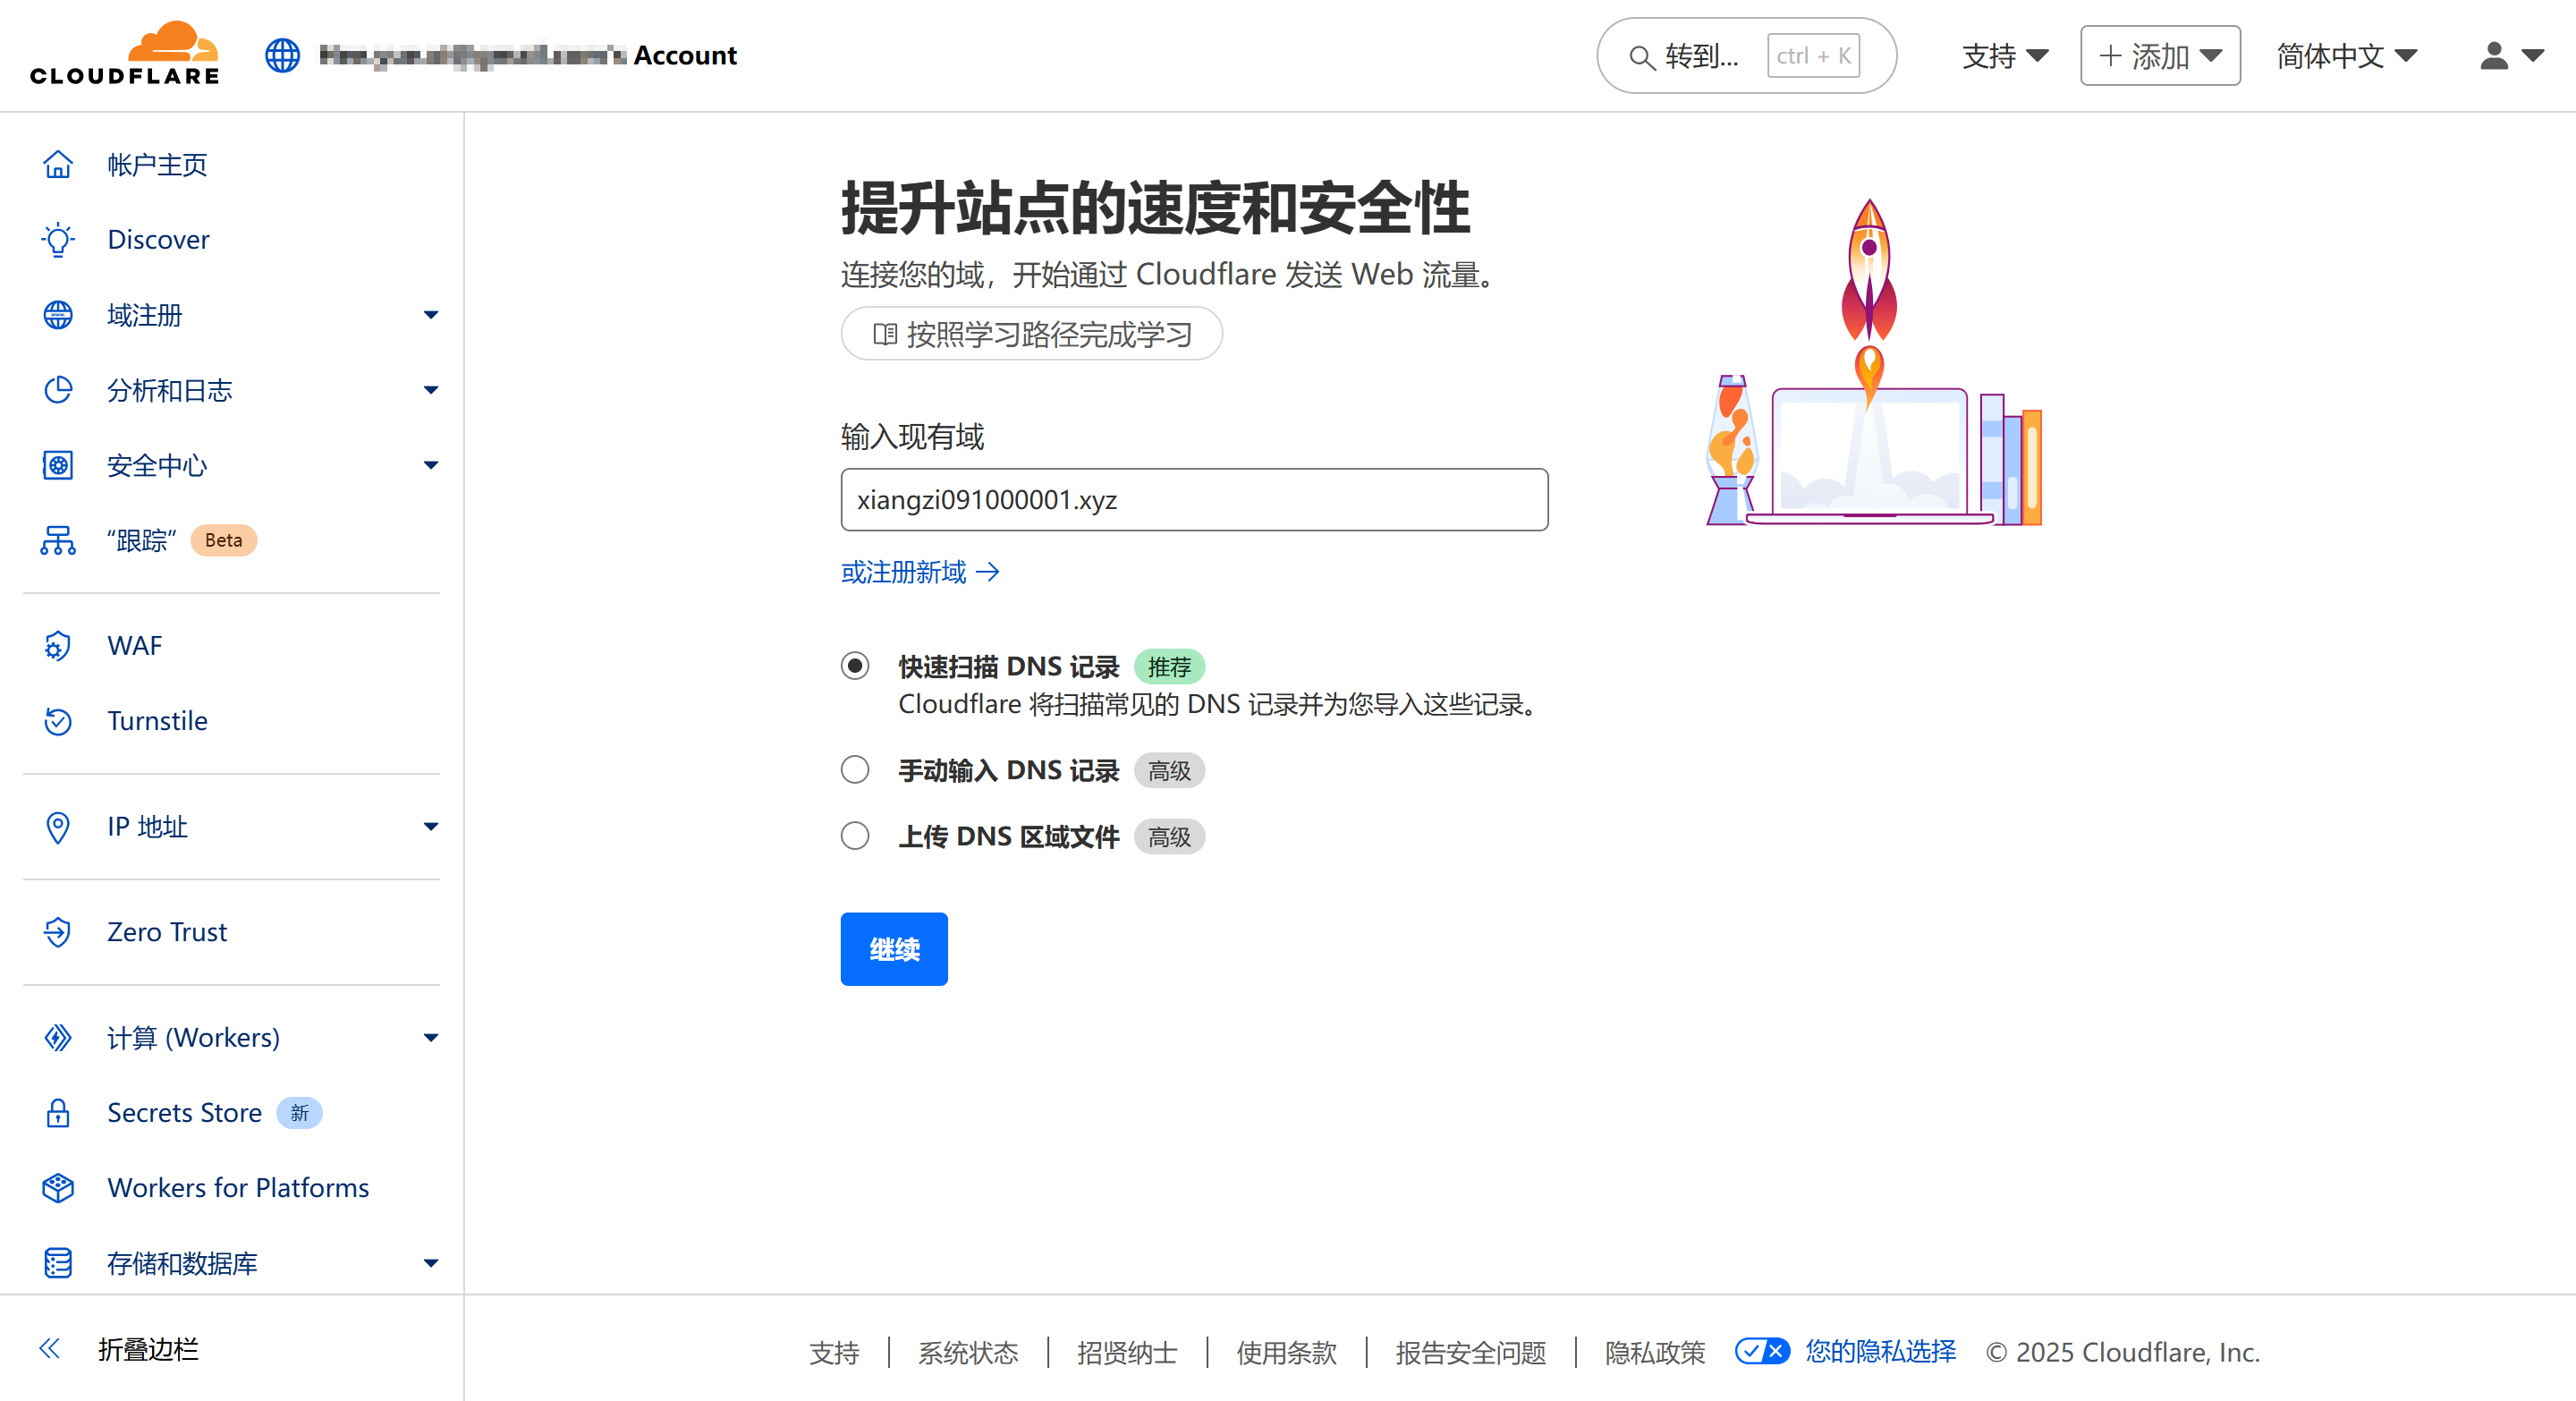 CLOUDFLARE
Account
转到...
ctrl + K
支持
添加
简体中文
帐户主页
Discover
域注册
分析和日志
安全中心
“跟踪” Beta
WAF
Turnstile
IP 地址
Zero Trust
计算 (Workers)
Secrets Store 新
Workers for Platforms
存储和数据库
折叠边栏
提升站点的速度和安全性
连接您的域，开始通过 Cloudflare 发送 Web 流量。
按照学习路径完成学习
输入现有域
xiangzi091000001.xyz
或注册新域
快速扫描 DNS 记录 推荐
Cloudflare 将扫描常见的 DNS 记录并为您导入这些记录。
手动输入 DNS 记录 高级
上传 DNS 区域文件 高级
继续
支持
系统状态
招贤纳士
使用条款
报告安全问题
隐私政策
您的隐私选择
© 2025 Cloudflare, Inc.